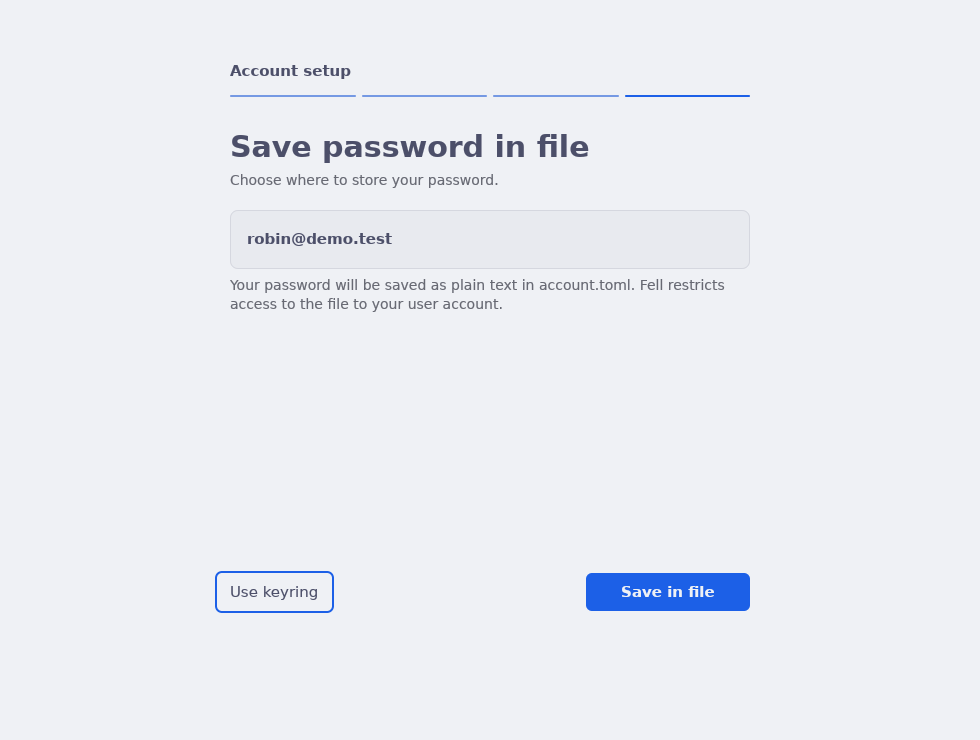 Account setup
Save password in file
Choose where to store your password.
robin@demo.test
Your password will be saved as plain text in account.toml. Fell restricts
access to the file to your user account.
Use keyring
Save in file